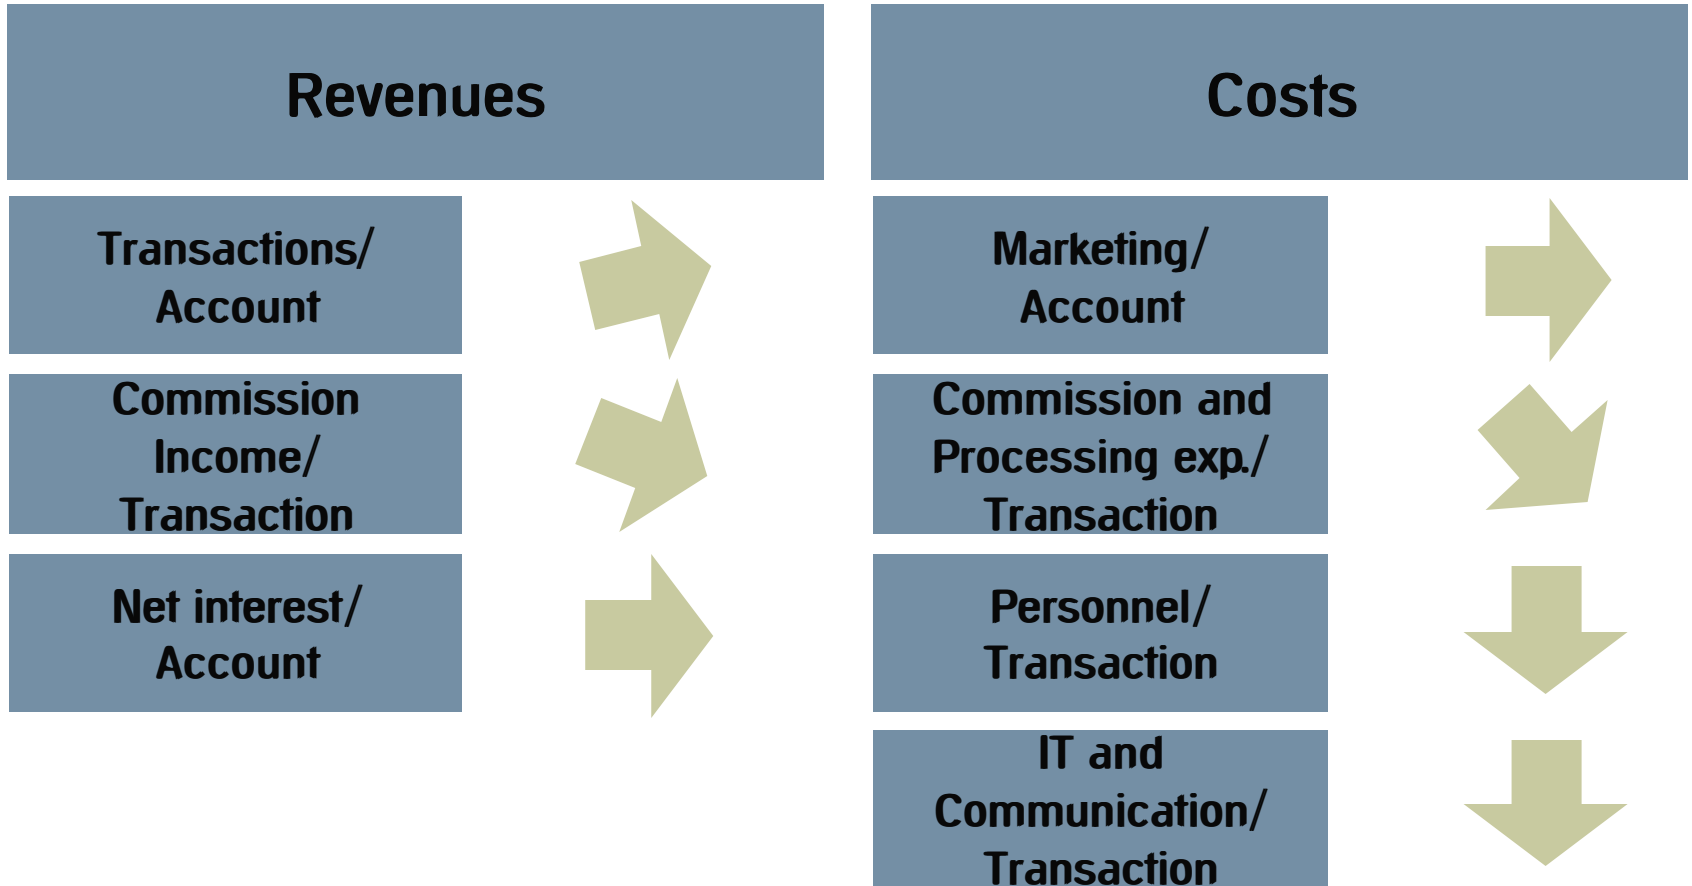 Revenues
Transactions/
Account
Commission
Income/
Transaction
Net interest/
Account
Costs
Marketing/
Account
Commission and
Processing exp./
Transaction
Personnel/
Transaction
IT and
Communication/
Transaction